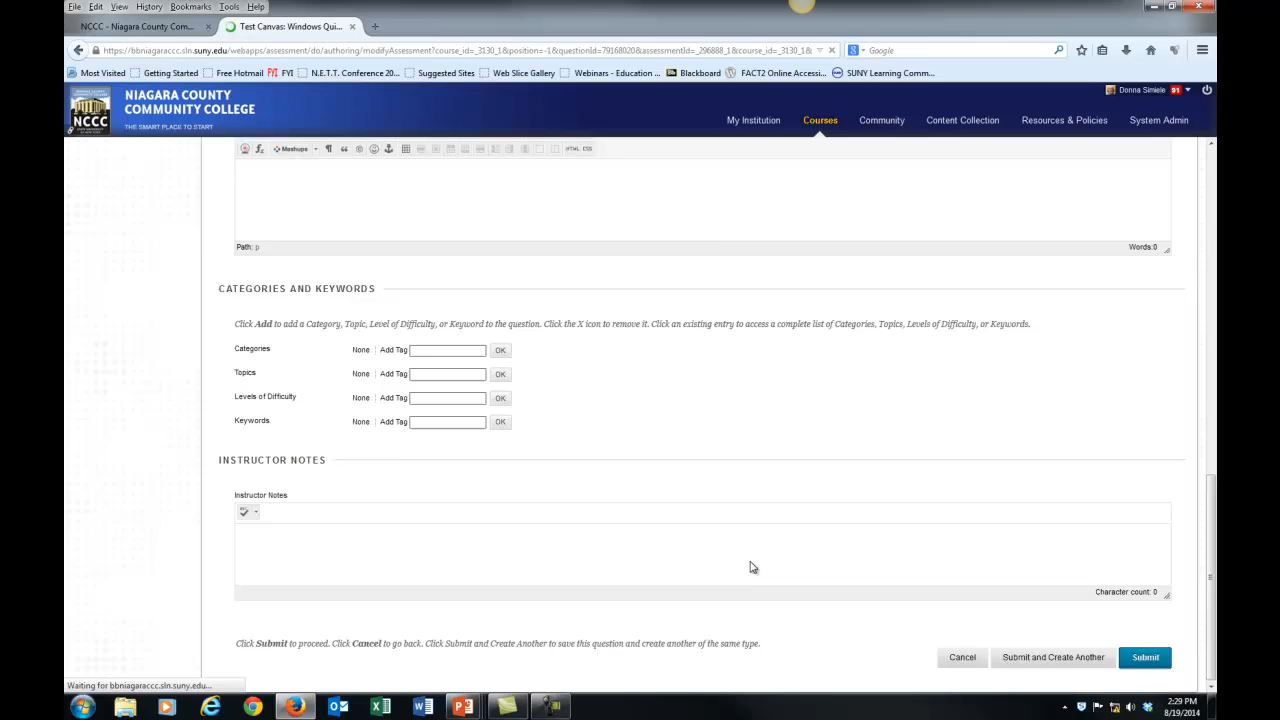 File Edit View History Bookmarks Tools Help
NCCC - Niagara County Com... × Test Canvas: Windows Qui... × +
https://bbniagaraccc.sln.suny.edu/webapps/assessment/do/authoring/modifyAssessment?course_id=_3130_1&position=-1&questionId=79168020&assessmentId=_296888_1&course_id=_3130_1& Google
Most Visited Getting Started Free Hotmail FYI FYI N.E.T.T. Conference 20... Suggested Sites Web Slice Gallery Webinars - Education ... Blackboard FACT2 Online Accessi... SUNY Learning Comm...
NCCC
NIAGARA COUNTY
COMMUNITY COLLEGE
THE SMART PLACE TO START
Donna Simiele 91
My Institution Courses Community Content Collection Resources & Policies System Admin
Mashups HTML CSS
Path: p Words:0
CATEGORIES AND KEYWORDS
Click Add to add a Category, Topic, Level of Difficulty, or Keyword to the question. Click the X icon to remove it. Click an existing entry to access a complete list of Categories, Topics, Levels of Difficulty, or Keywords.
Categories None Add Tag OK
Topics None Add Tag OK
Levels of Difficulty None Add Tag OK
Keywords None Add Tag OK
INSTRUCTOR NOTES
Instructor Notes
Character count: 0
Click Submit to proceed. Click Cancel to go back. Click Submit and Create Another to save this question and create another of the same type.
Cancel Submit and Create Another Submit
Waiting for bbniagaraccc.sln.suny.edu...
2:29 PM
8/19/2014